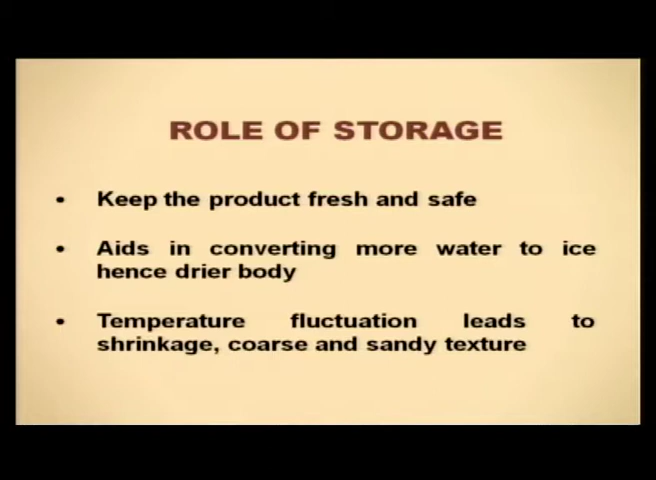 ROLE OF STORAGE
• Keep the product fresh and safe
• Aids in converting more water to ice
hence drier body
• Temperature fluctuation leads to
shrinkage, coarse and sandy texture